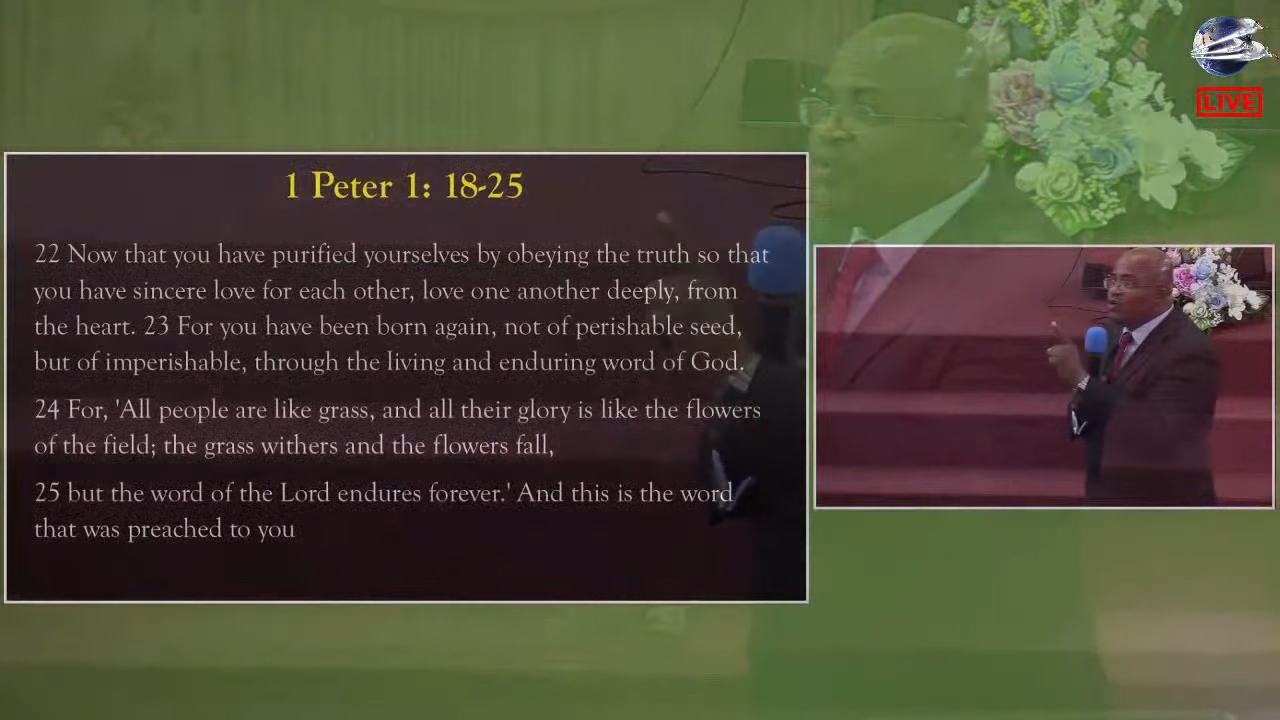 1 Peter 1: 18-25
22 Now that you have purified yourselves by obeying the truth so that
you have sincere love for each other, love one another deeply, from
the heart. 23 For you have been born again, not of perishable seed,
but of imperishable, through the living and enduring word of God.
24 For, 'All people are like grass, and all their glory is like the flowers
of the field; the grass withers and the flowers fall,
25 but the word of the Lord endures forever.' And this is the word
that was preached to you
LIVE